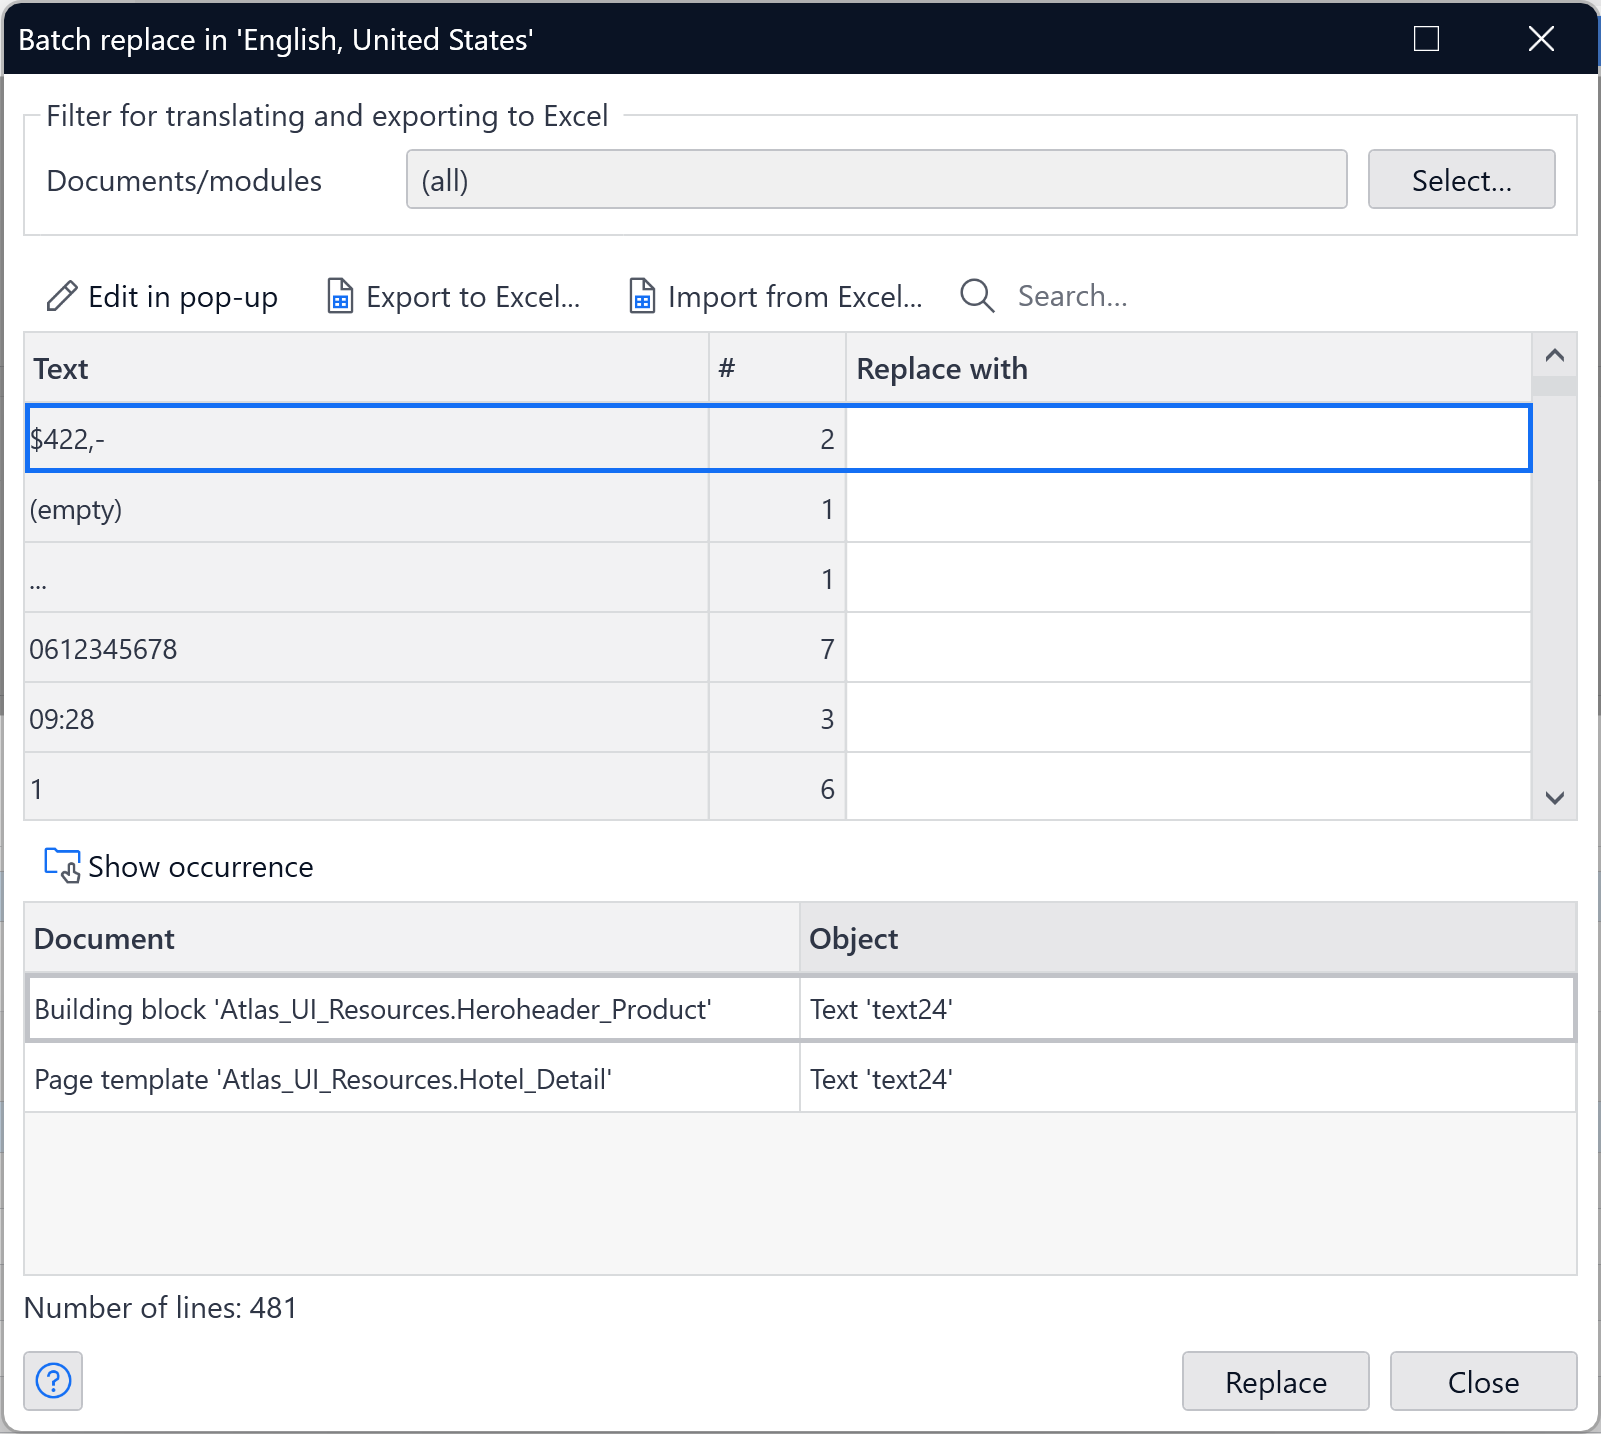 Batch replace in 'English, United States'
Filter for translating and exporting to Excel
Documents/modules (all) Select...
Edit in pop-up Export to Excel... Import from Excel... Search...
Text # Replace with
$422,- 2
(empty) 1
... 1
0612345678 7
09:28 3
1 6
Show occurrence
Document Object
Building block 'Atlas_UI_Resources.Heroheader_Product' Text 'text24'
Page template 'Atlas_UI_Resources.Hotel_Detail' Text 'text24'
Number of lines: 481
? Replace Close